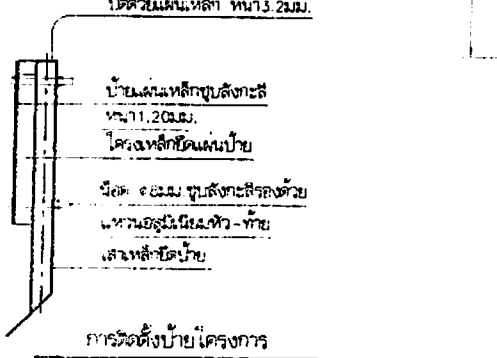 ปิดด้วยแผ่นเหล็ก หนา3.2มม.
ป้ายแผ่นเหล็กชุบสังกะสี
หนา1.20มม.
โครงเหล็กยึดแผ่นป้าย
น๊อต ⌀8มม.ชุบสังกะสีรองด้วย
แหวนอลูมิเนียมหัว-ท้าย
เสาเหล็กยึดป้าย
การติดตั้งป้ายโครงการ